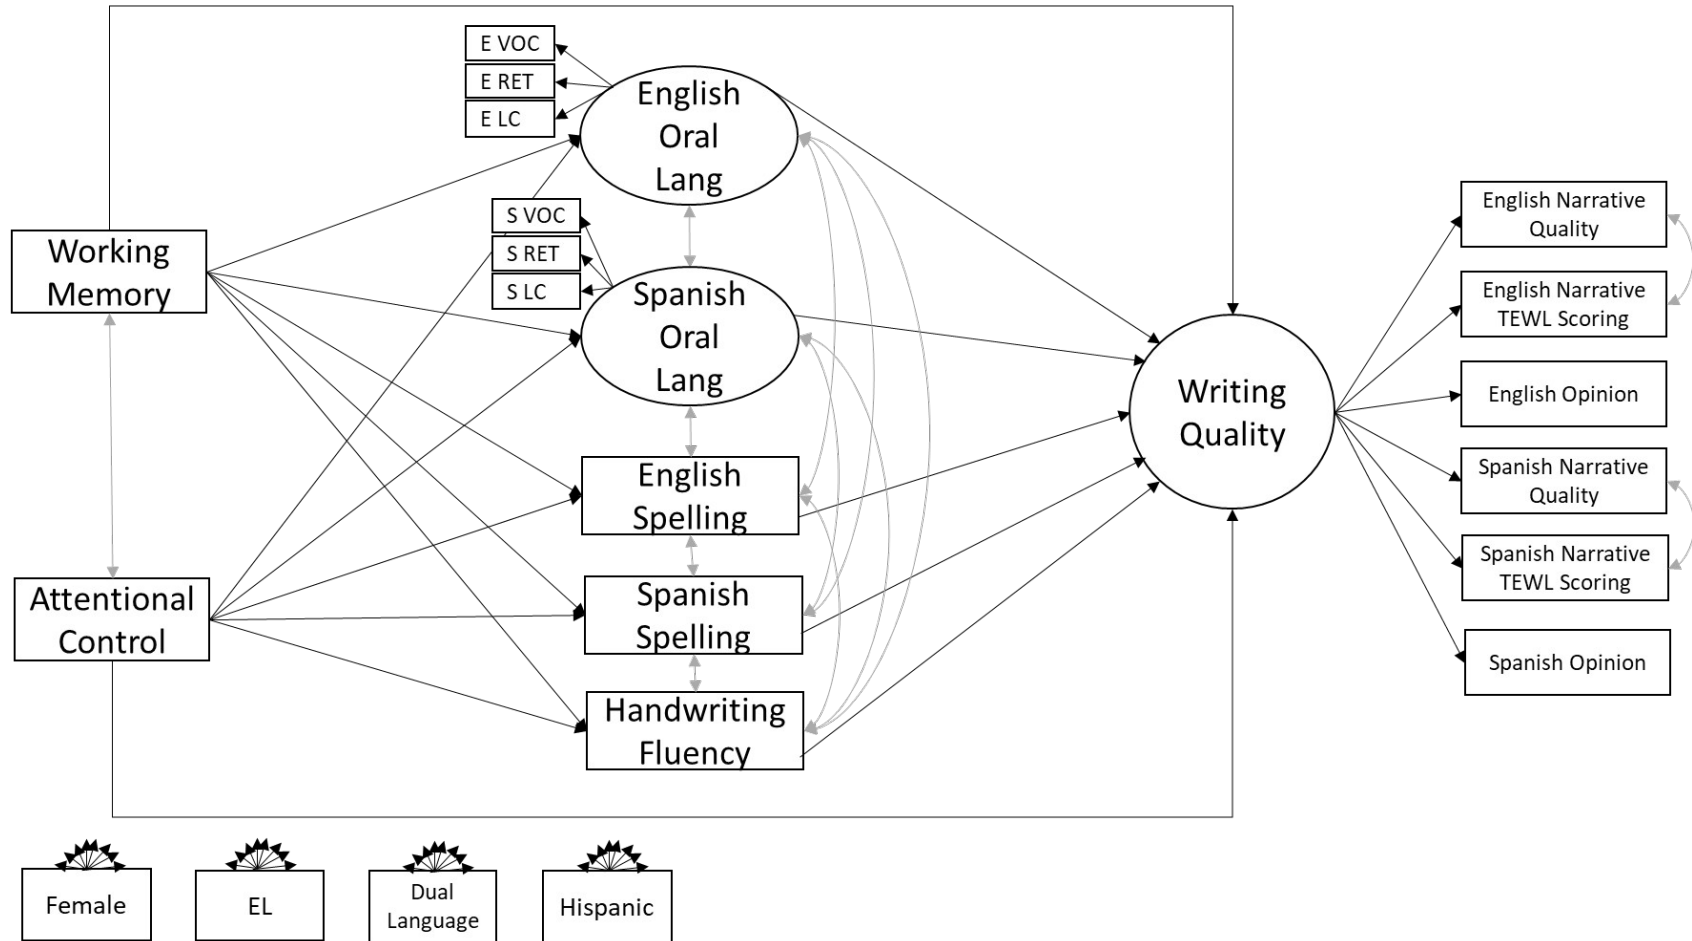 E VOC
E RET
E LC
English
Oral
Lang
S VOC
S RET
S LC
Working
Memory
Spanish
Oral
Lang
English
Spelling
Attentional
Control
Spanish
Spelling
Handwriting
Fluency
Writing
Quality
English Narrative
Quality
English Narrative
TEWL Scoring
English Opinion
Spanish Narrative
Quality
Spanish Narrative
TEWL Scoring
Spanish Opinion
Female
EL
Dual
Language
Hispanic